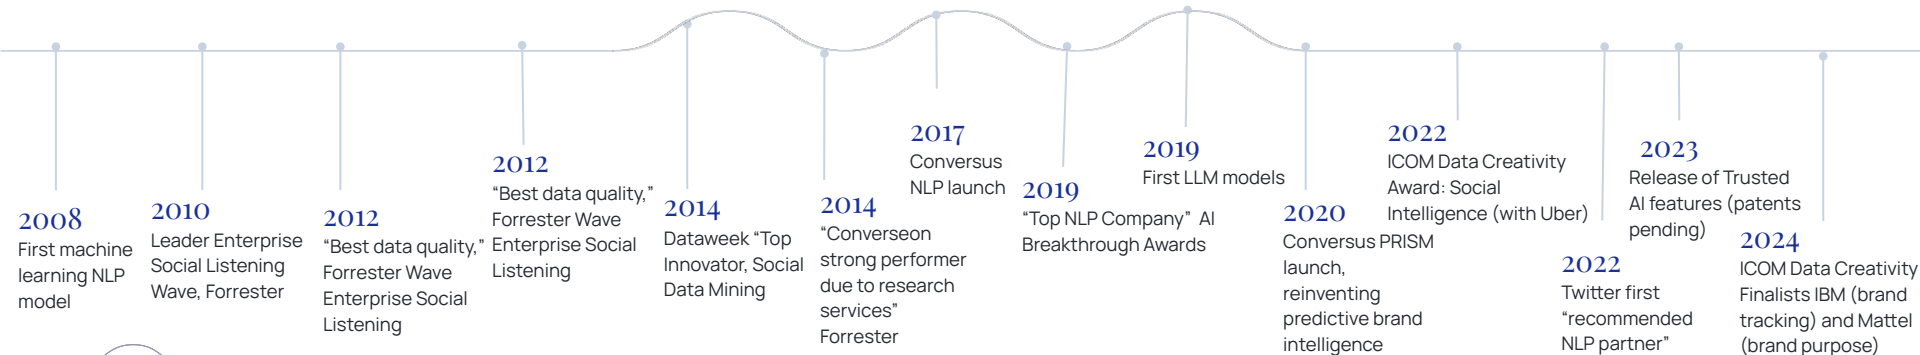 2008
First machine
learning NLP
model
2010
Leader Enterprise
Social Listening
Wave, Forrester
2012
“Best data quality,”
Forrester Wave
Enterprise Social
Listening
2012
“Best data quality,”
Forrester Wave
Enterprise Social
Listening
2014
Dataweek “Top
Innovator, Social
Data Mining
2014
“Converseon
strong performer
due to research
services”
Forrester
2017
Conversus
NLP launch
2019
“Top NLP Company” AI
Breakthrough Awards
2019
First LLM models
2020
Conversus PRISM
launch,
reinventing
predictive brand
intelligence
2022
ICOM Data Creativity
Award: Social
Intelligence (with Uber)
2022
Twitter first
“recommended
NLP partner”
2023
Release of Trusted
AI features (patents
pending)
2024
ICOM Data Creativity
Finalists IBM (brand
tracking) and Mattel
(brand purpose)